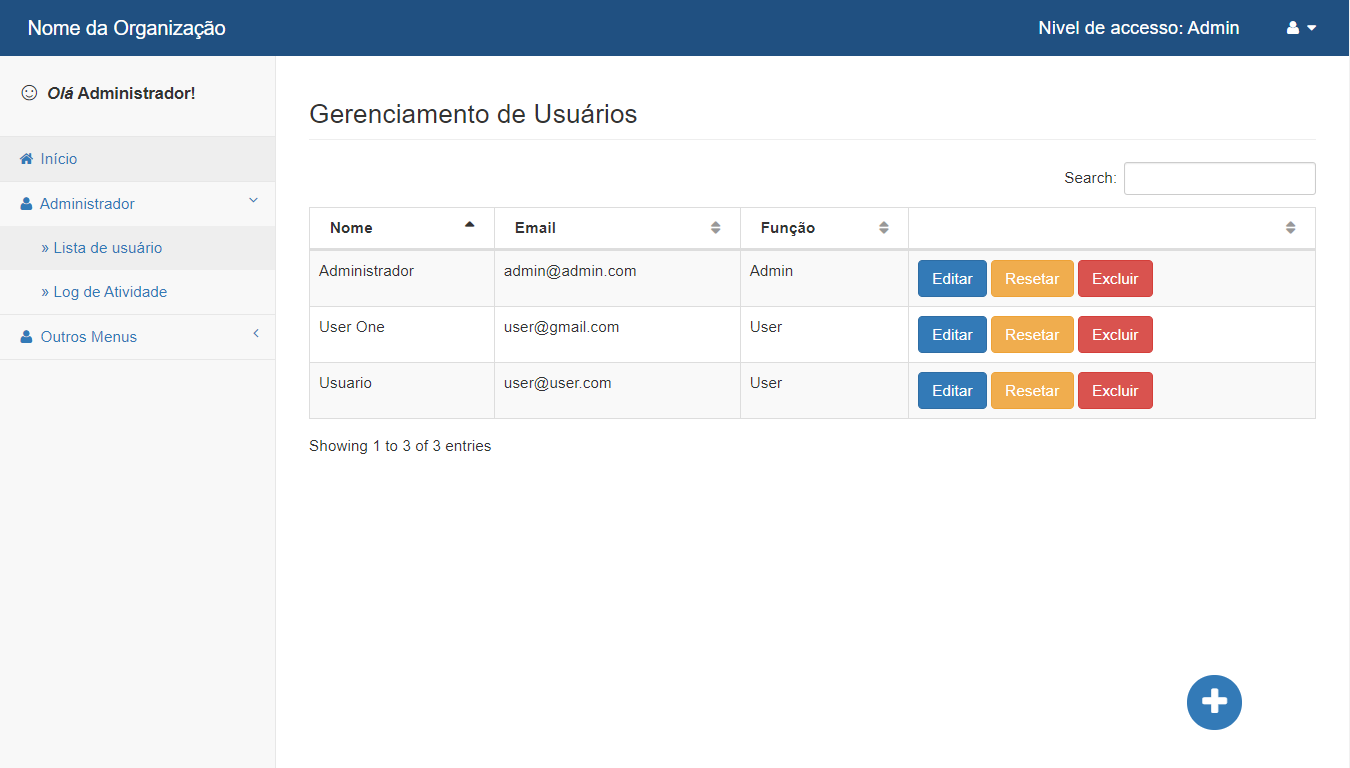 Nome da Organização
Nivel de accesso: Admin
Olá Administrador!
Início
Administrador
» Lista de usuário
» Log de Atividade
Outros Menus
Gerenciamento de Usuários
Search:
Nome Email Função
Administrador admin@admin.com Admin Editar Resetar Excluir
User One user@gmail.com User Editar Resetar Excluir
Usuario user@user.com User Editar Resetar Excluir
Showing 1 to 3 of 3 entries